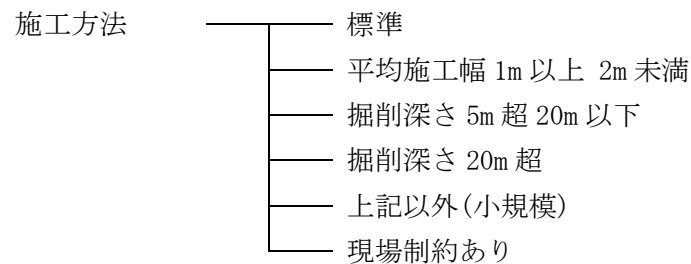 施工方法 標準
平均施工幅 1m 以上 2m 未満
掘削深さ 5m 超 20m 以下
掘削深さ 20m 超
上記以外(小規模)
現場制約あり